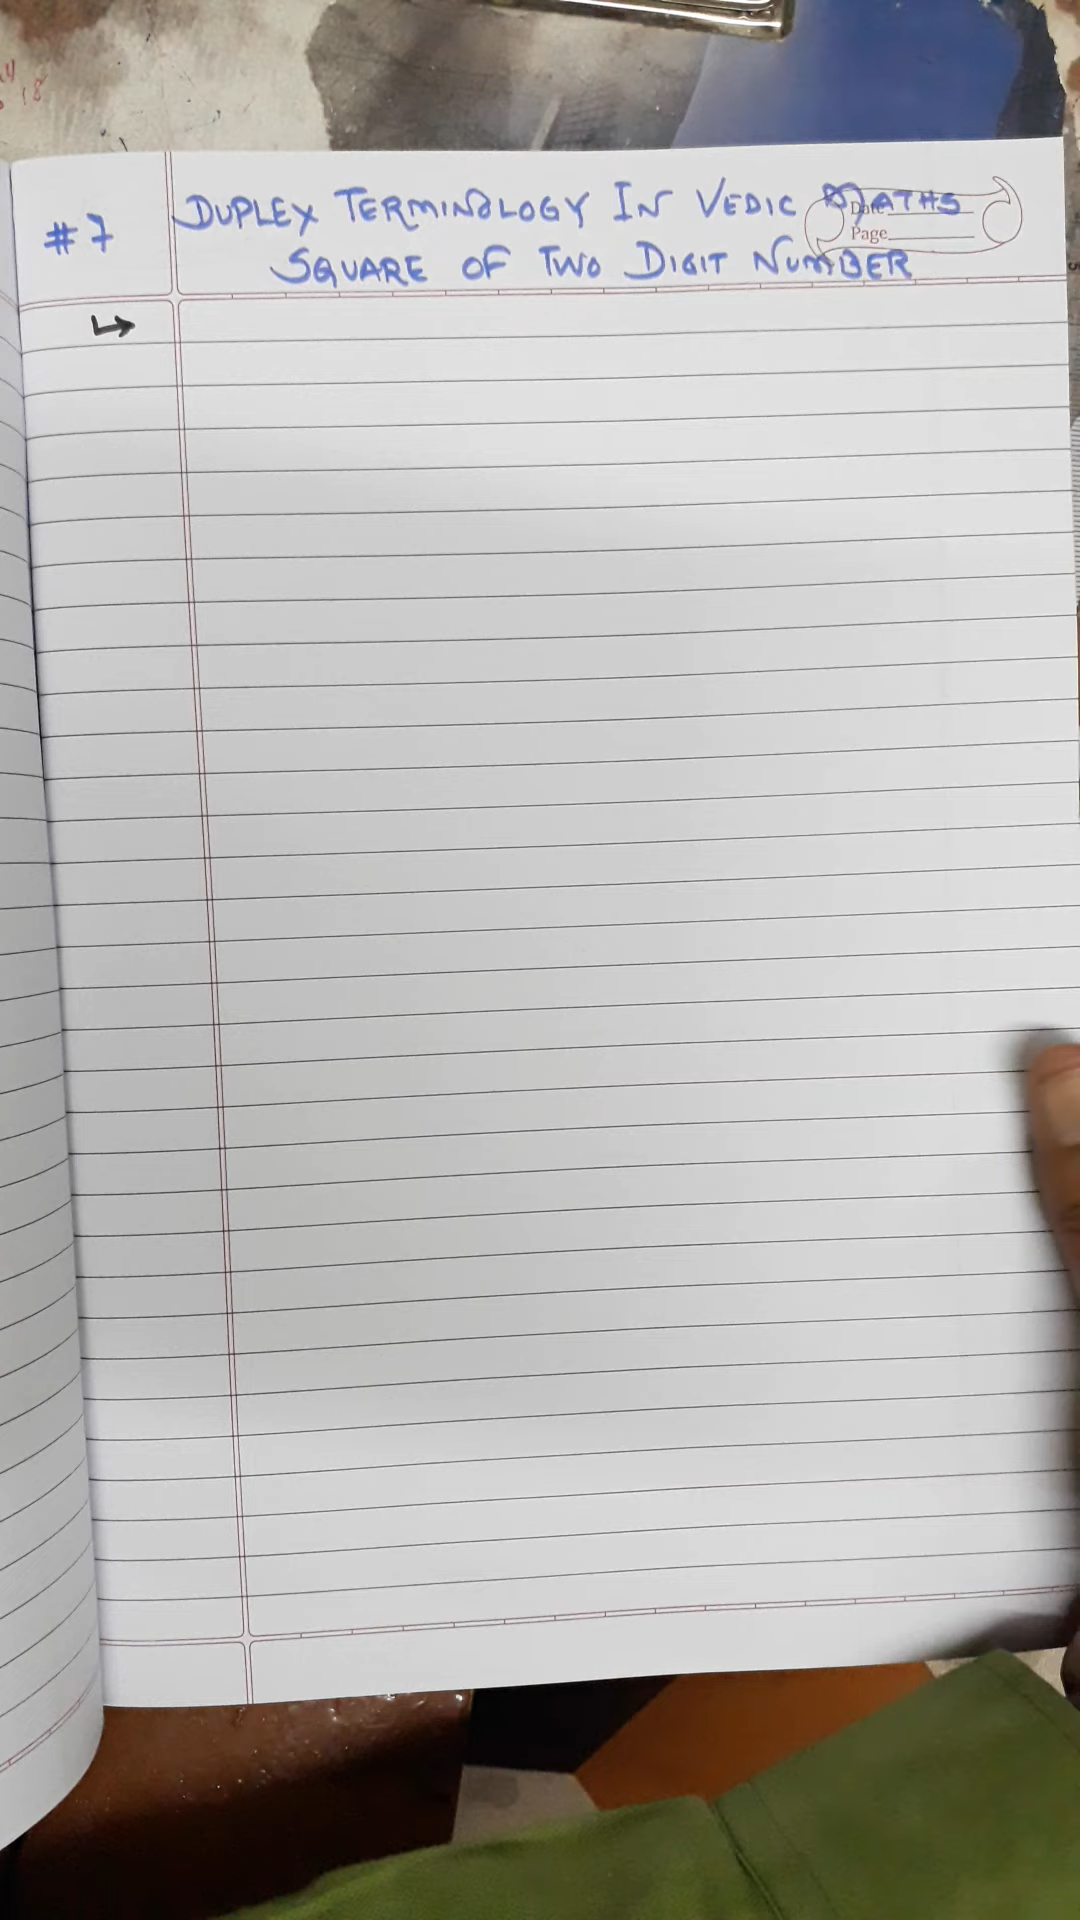 #7
DUPLEX TERMINOLOGY IN VEDIC MATHS
SQUARE OF TWO DIGIT NUMBER
Date
Page